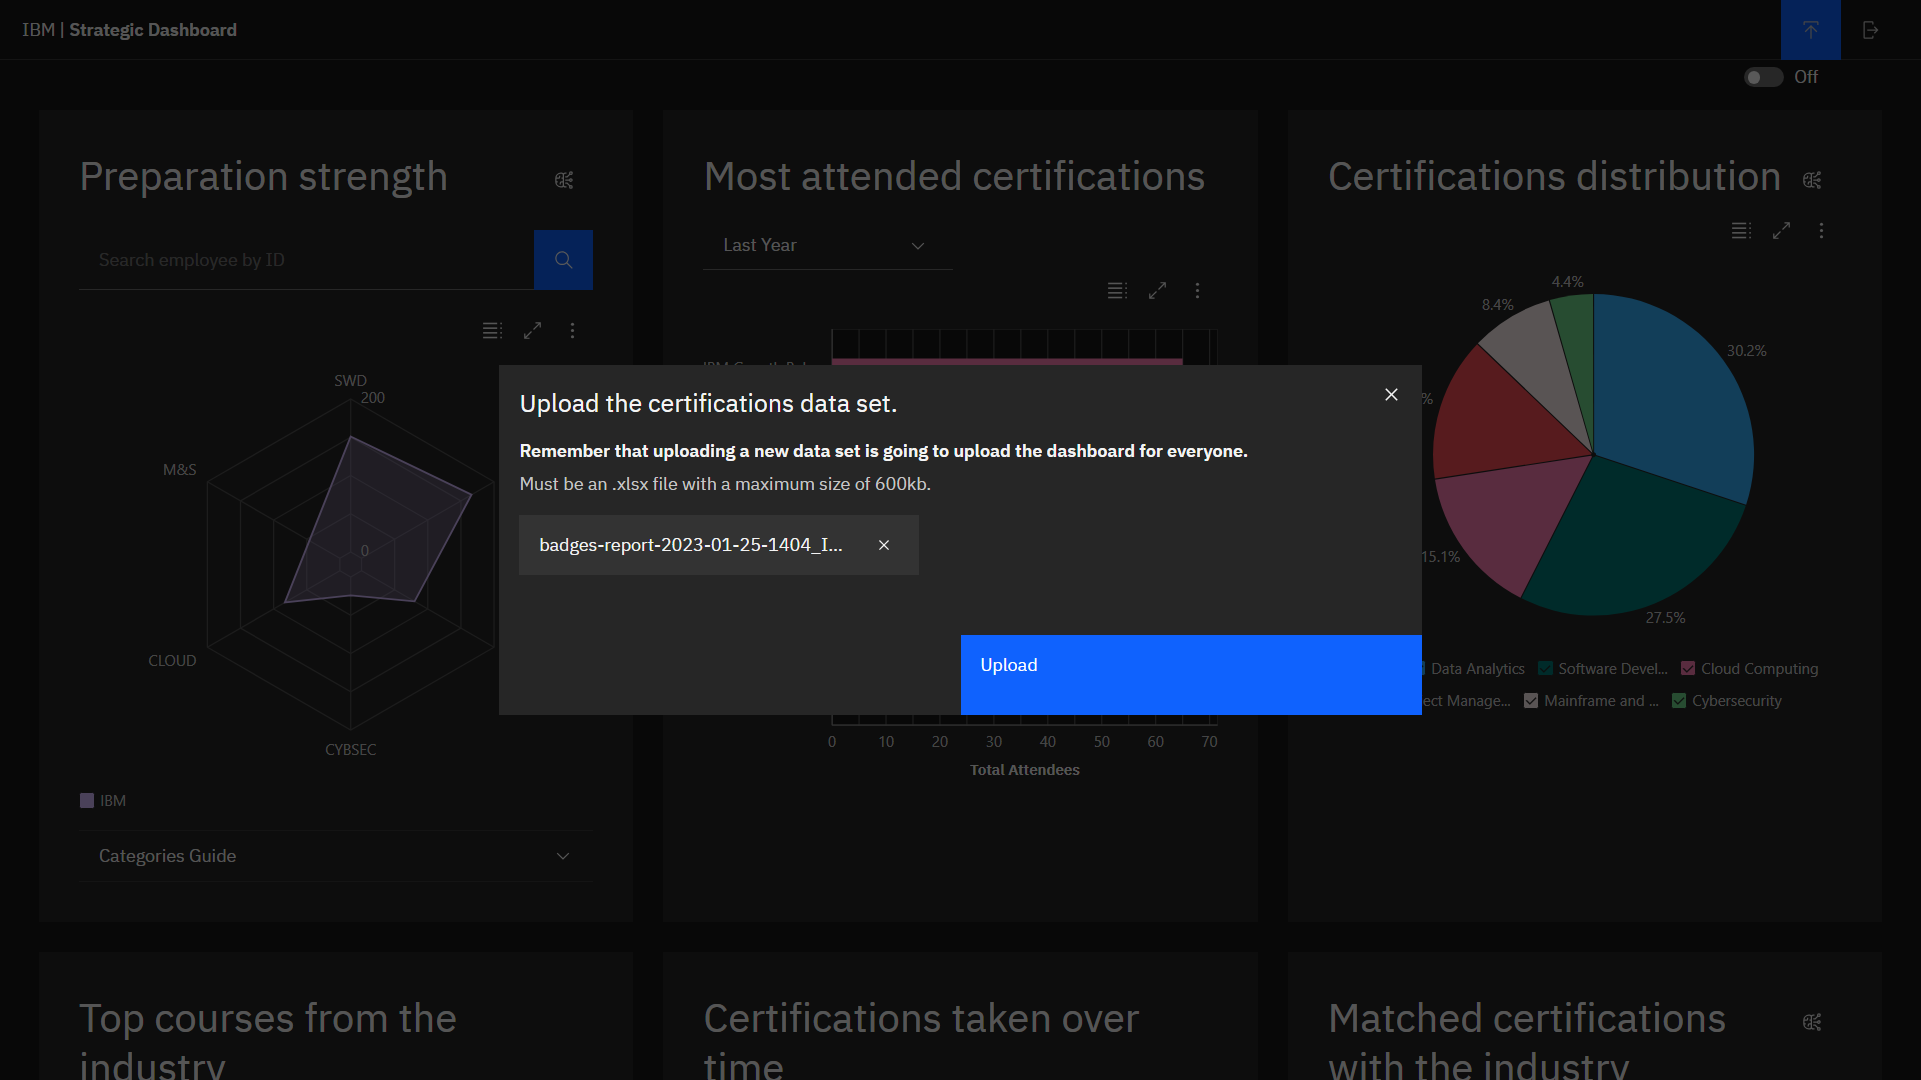 IBM | Strategic Dashboard
Off
Preparation strength
Search employee by ID
SWD
200
M&S
0
CLOUD
CYBSEC
IBM
Categories Guide
Most attended certifications
Last Year
0 10 20 30 40 50 60 70
Total Attendees
Certifications distribution
4.4%
8.4%
30.2%
%
15.1%
27.5%
Data Analytics Software Devel... Cloud Computing
ect Manage... Mainframe and ... Cybersecurity
Upload the certifications data set.
Remember that uploading a new data set is going to upload the dashboard for everyone.
Must be an .xlsx file with a maximum size of 600kb.
badges-report-2023-01-25-1404_I...
Upload
Top courses from the
industry
Certifications taken over
time
Matched certifications
with the industry